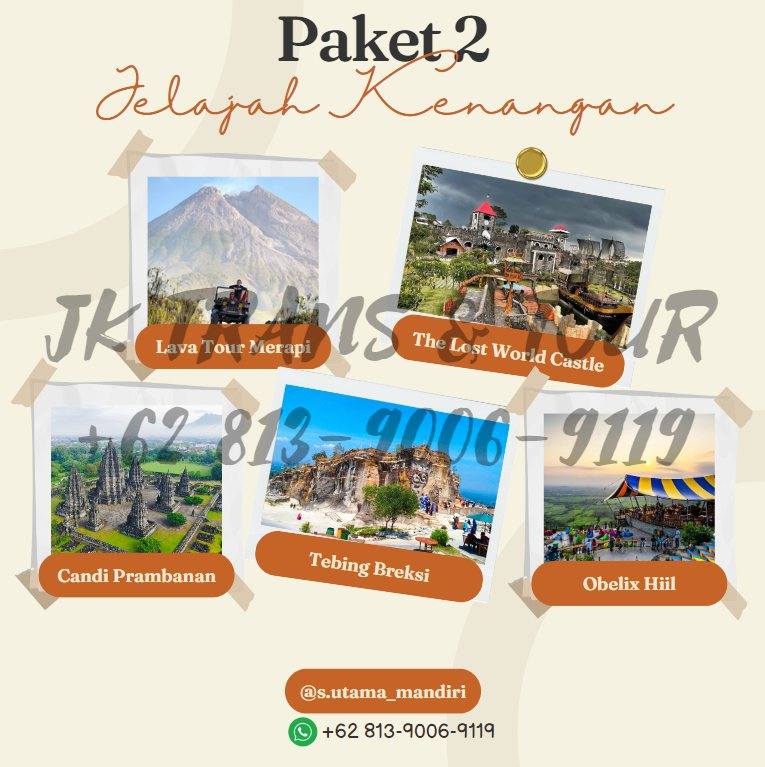 Paket 2
Jelajah Kenangan
JK TRANS & TOUR
Lava Tour Merapi
The Lost World Castle
+62 813-9006-9119
Candi Prambanan
Tebing Breksi
Obelix Hiil
@s.utama_mandiri
+62 813-9006-9119